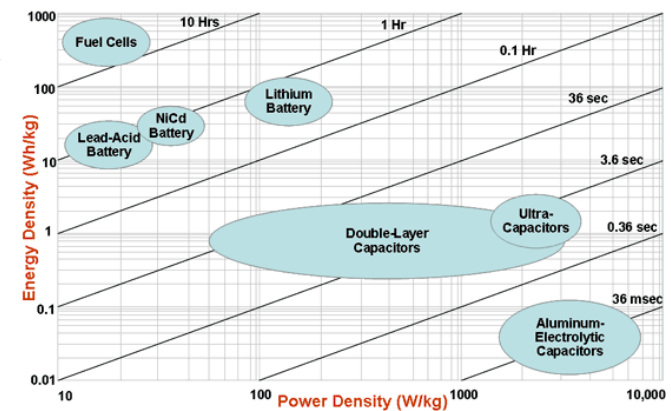 1000
Fuel Cells
10 Hrs
1 Hr
0.1 Hr
100
Lithium
Battery
36 sec
NiCd
Battery
Lead-Acid
Battery
10
3.6 sec
Energy Density (Wh/kg)
1
Double-Layer
Capacitors
Ultra-
Capacitors
0.36 sec
36 msec
0.1
Aluminum-
Electrolytic
Capacitors
0.01
10
100
1000
10,000
Power Density (W/kg)